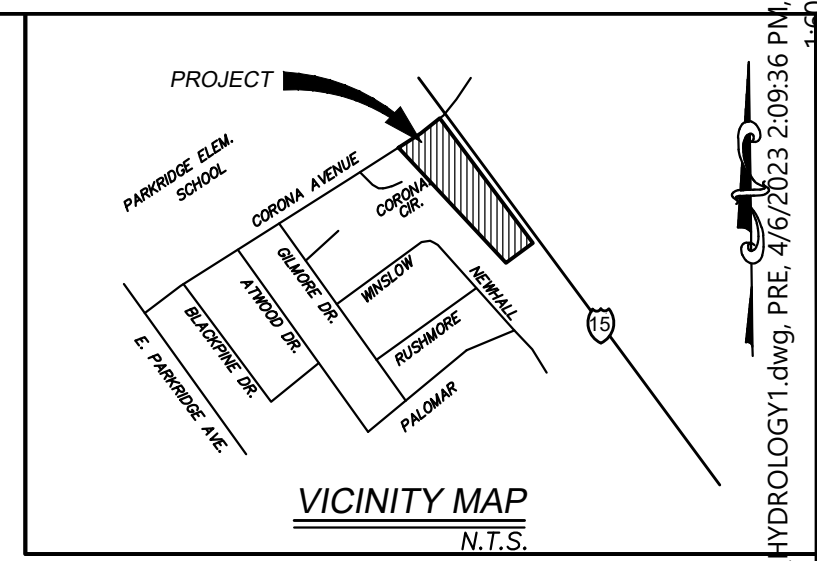 PROJECT
PARKRIDGE ELEM.
SCHOOL
CORONA AVENUE
CORONA
CIR.
GILMORE DR.
WINSLOW
NEWHALL
ATWOOD DR.
BLACKPINE DR.
RUSHMORE
15
E. PARKRIDGE AVE.
PALOMAR
VICINITY MAP
N.T.S.
HYDROLOGY1.dwg, PRE, 4/6/2023 2:09:36 PM,